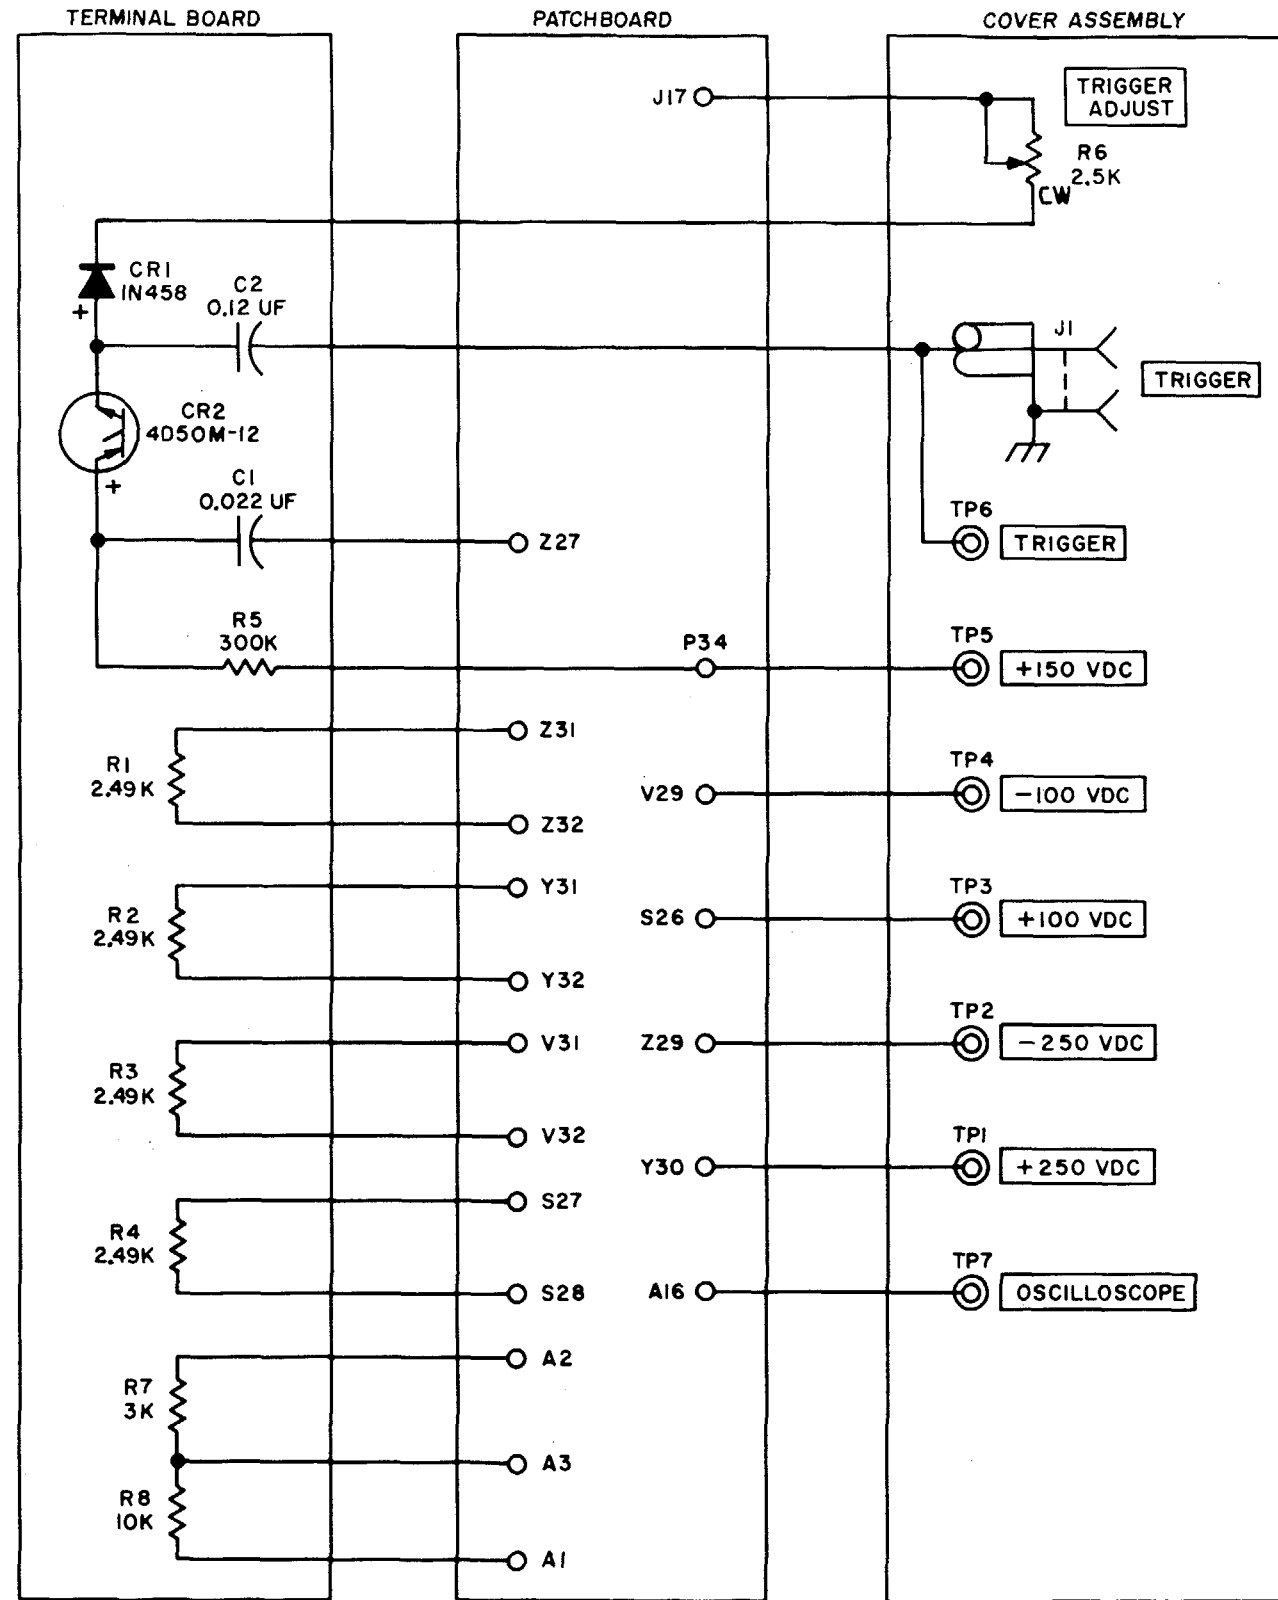 TERMINAL BOARD
PATCHBOARD
COVER ASSEMBLY
J17
TRIGGER
ADJUST
R6
2.5K
CW
CR1
1N458
+
C2
0.12 UF
J1
TRIGGER
CR2
4D50M-12
+
C1
0.022 UF
Z27
TP6
TRIGGER
R5
300K
P34
TP5
+150 VDC
Z31
R1
2.49K
Z32
V29
TP4
-100 VDC
Y31
R2
2.49K
Y32
S26
TP3
+100 VDC
V31
R3
2.49K
V32
Z29
TP2
-250 VDC
Y30
TP1
+250 VDC
S27
R4
2.49K
S28
A16
TP7
OSCILLOSCOPE
A2
R7
3K
A3
R8
10K
A1